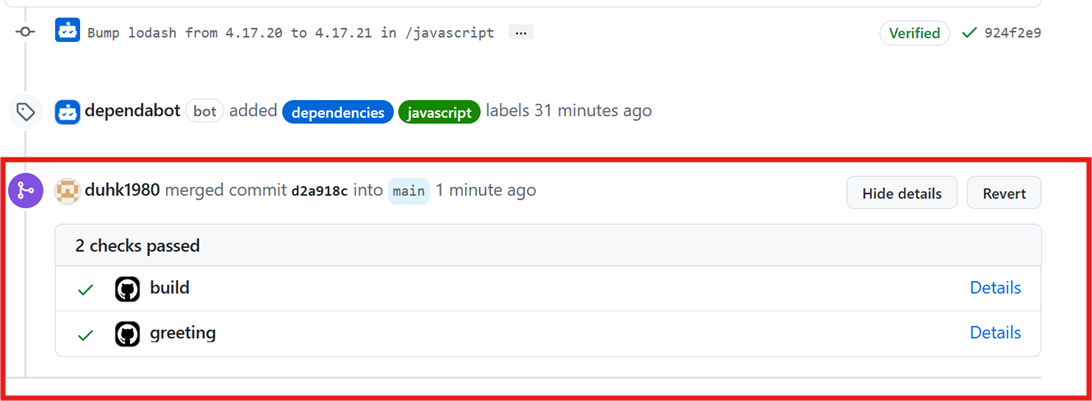 Bump lodash from 4.17.20 to 4.17.21 in /javascript ... Verified 924f2e9
dependabot bot added dependencies javascript labels 31 minutes ago
duhk1980 merged commit d2a918c into main 1 minute ago Hide details Revert
2 checks passed
build Details
greeting Details